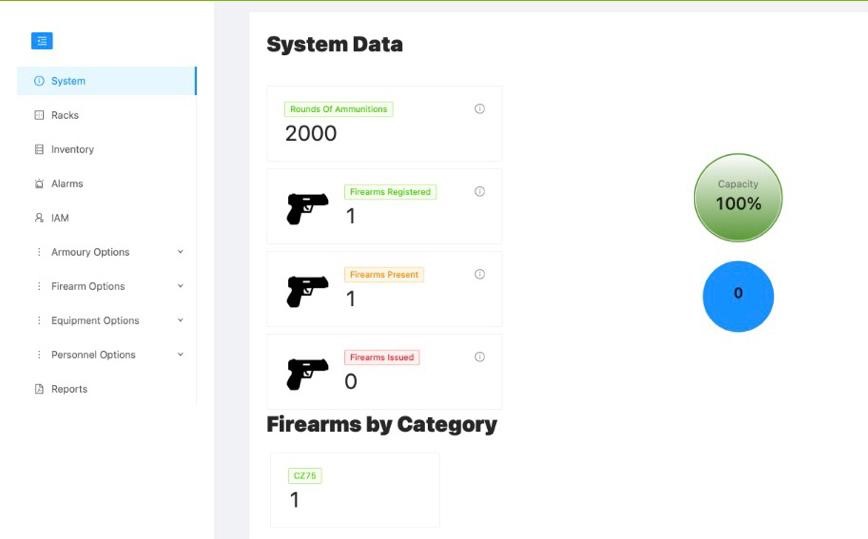 System
Racks
Inventory
Alarms
IAM
Armoury Options
Firearm Options
Equipment Options
Personnel Options
Reports
System Data
Rounds Of Ammunitions
2000
Firearms Registered
1
Firearms Present
1
Firearms Issued
0
Capacity
100%
0
Firearms by Category
CZ75
1